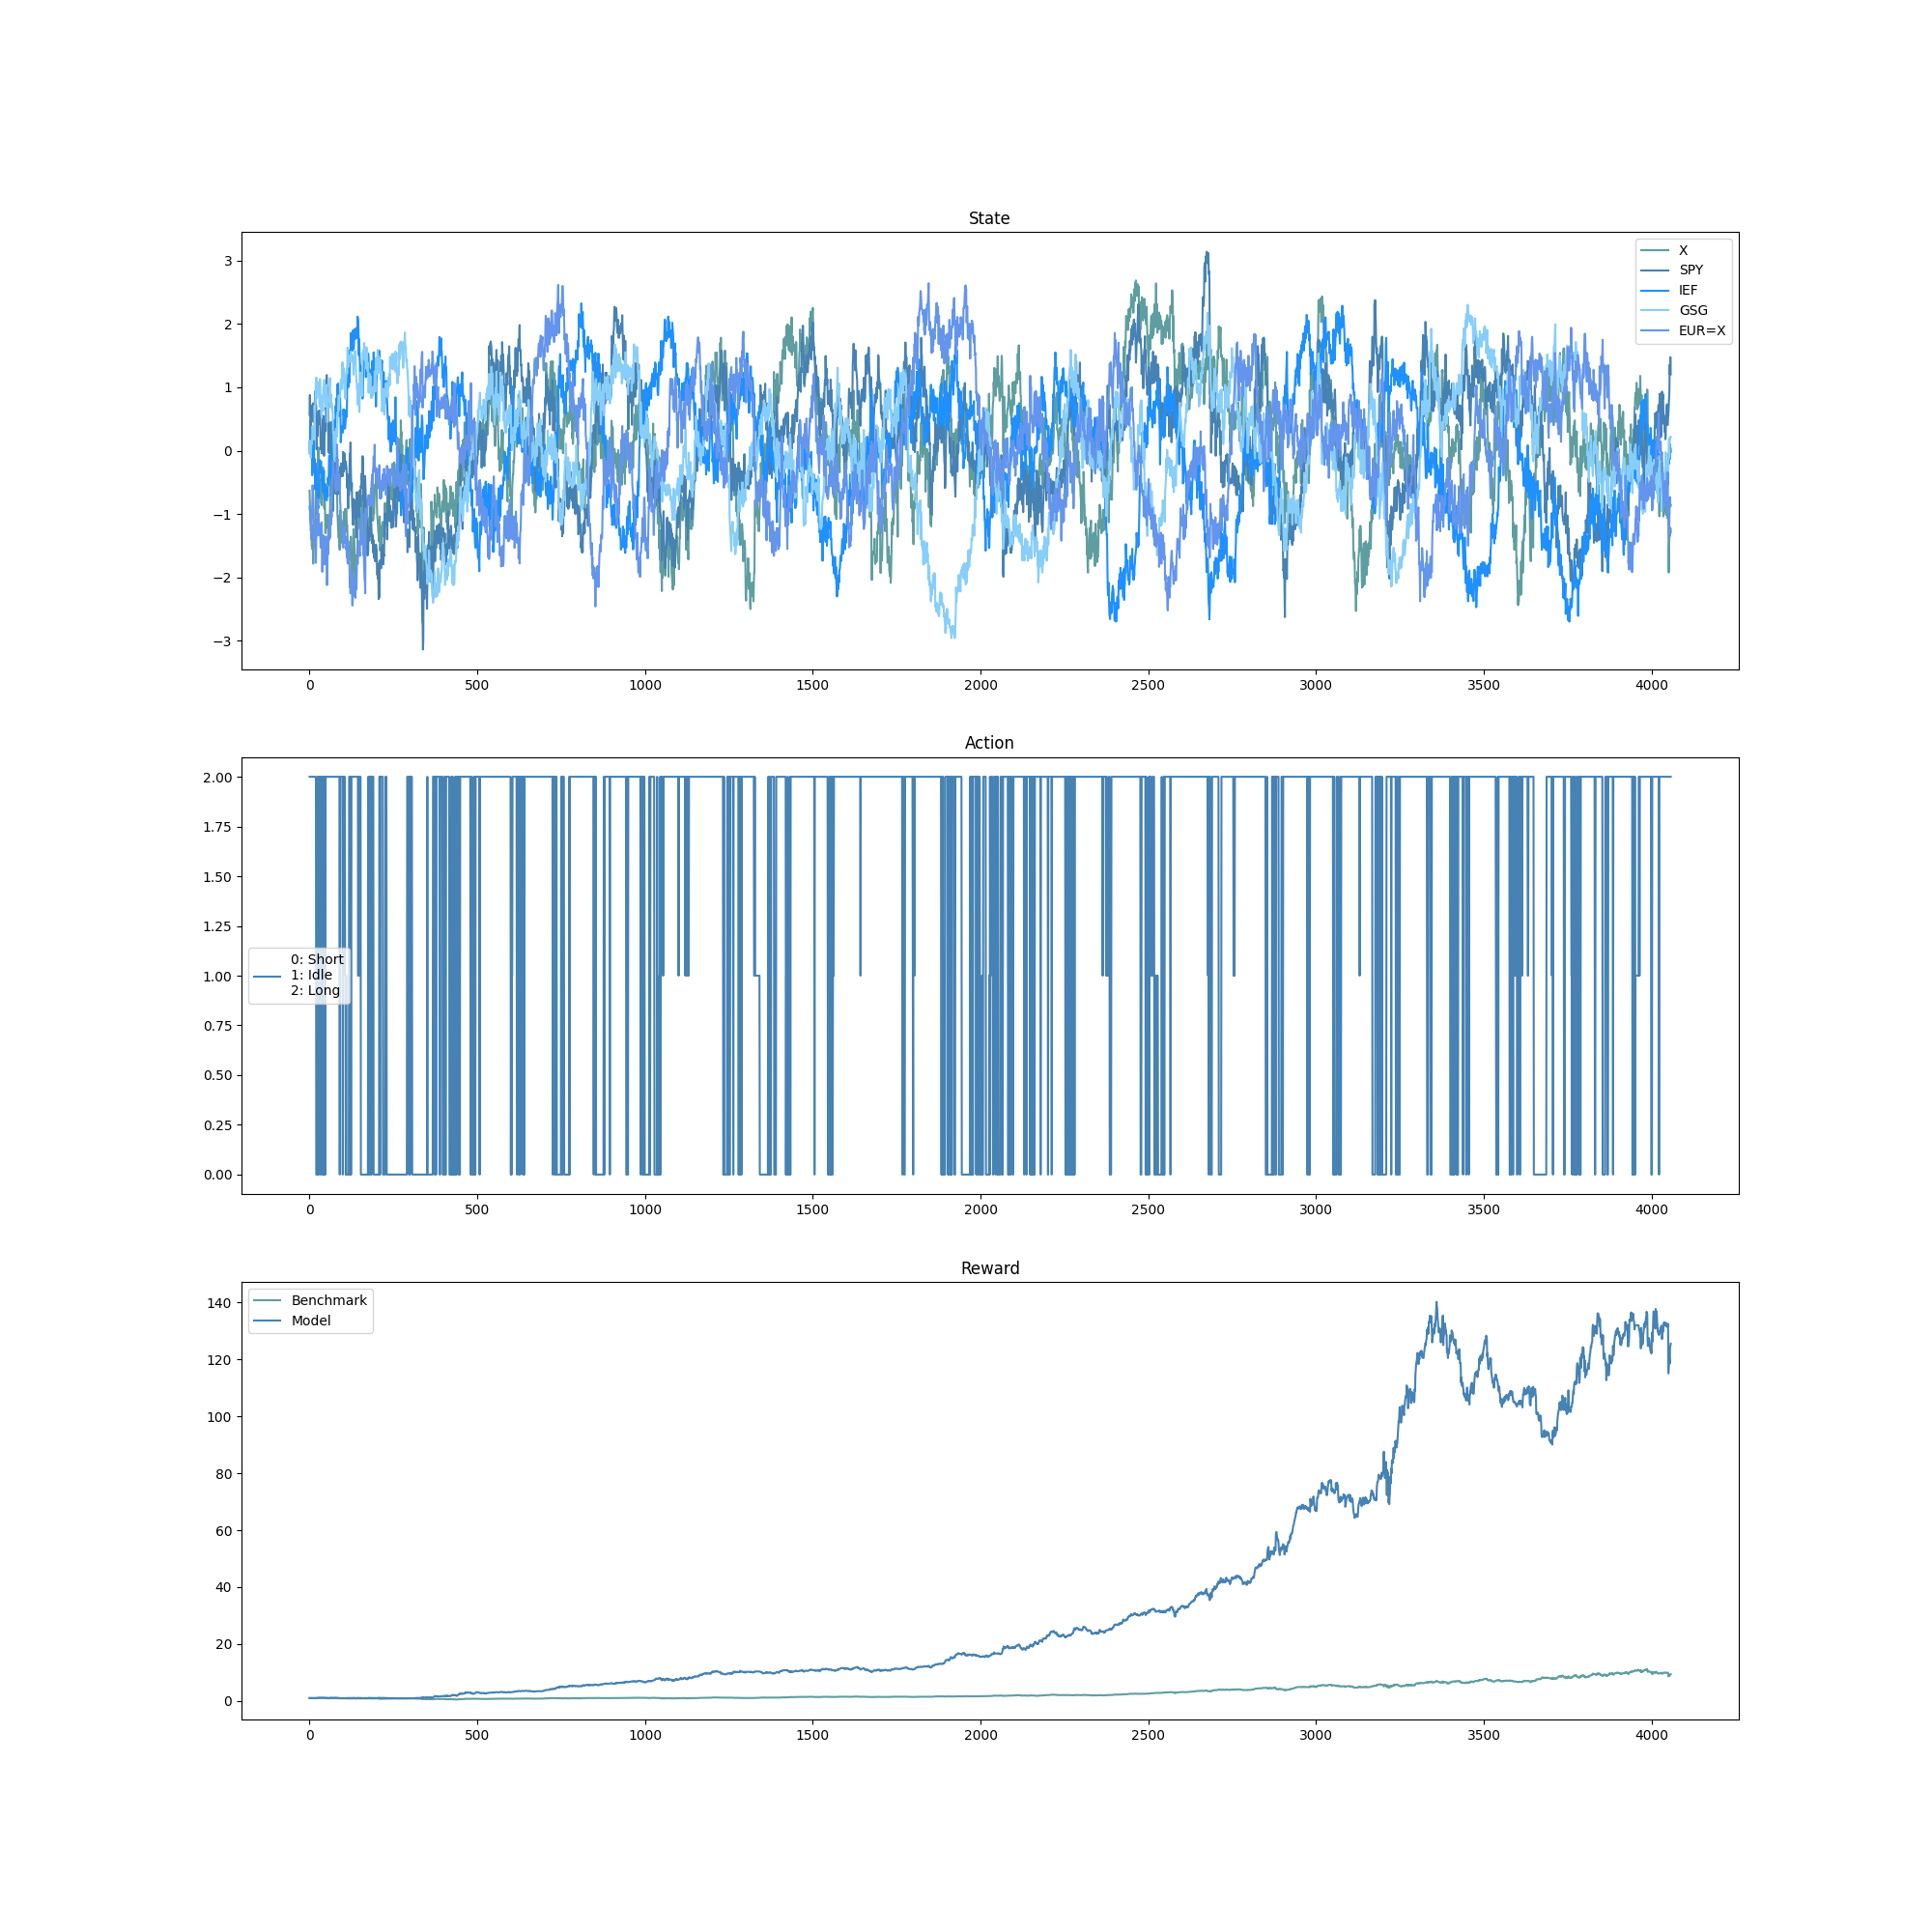 State
3
2
1
0
−1
−2
−3
X
SPY
IEF
GSG
EUR=X
0 500 1000 1500 2000 2500 3000 3500 4000
Action
2.00
1.75
1.50
1.25
1.00
0.75
0.50
0.25
0.00
0: Short
1: Idle
2: Long
0 500 1000 1500 2000 2500 3000 3500 4000
Reward
140
120
100
80
60
40
20
0
Benchmark
Model
0 500 1000 1500 2000 2500 3000 3500 4000